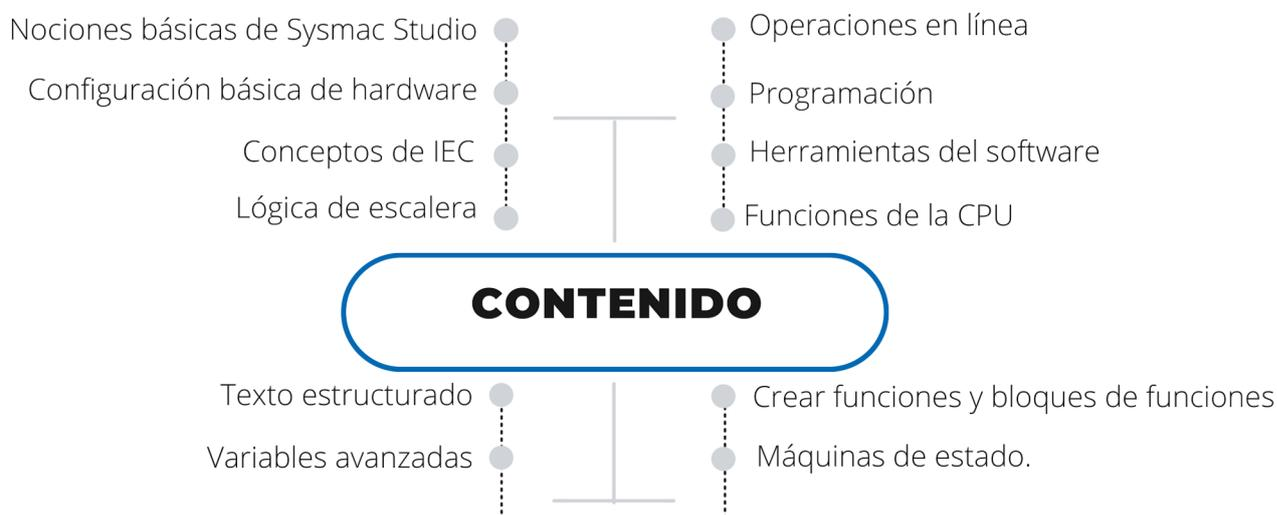 Nociones básicas de Sysmac Studio
Configuración básica de hardware
Conceptos de IEC
Lógica de escalera
Operaciones en línea
Programación
Herramientas del software
Funciones de la CPU
CONTENIDO
Texto estructurado
Variables avanzadas
Crear funciones y bloques de funciones
Máquinas de estado.